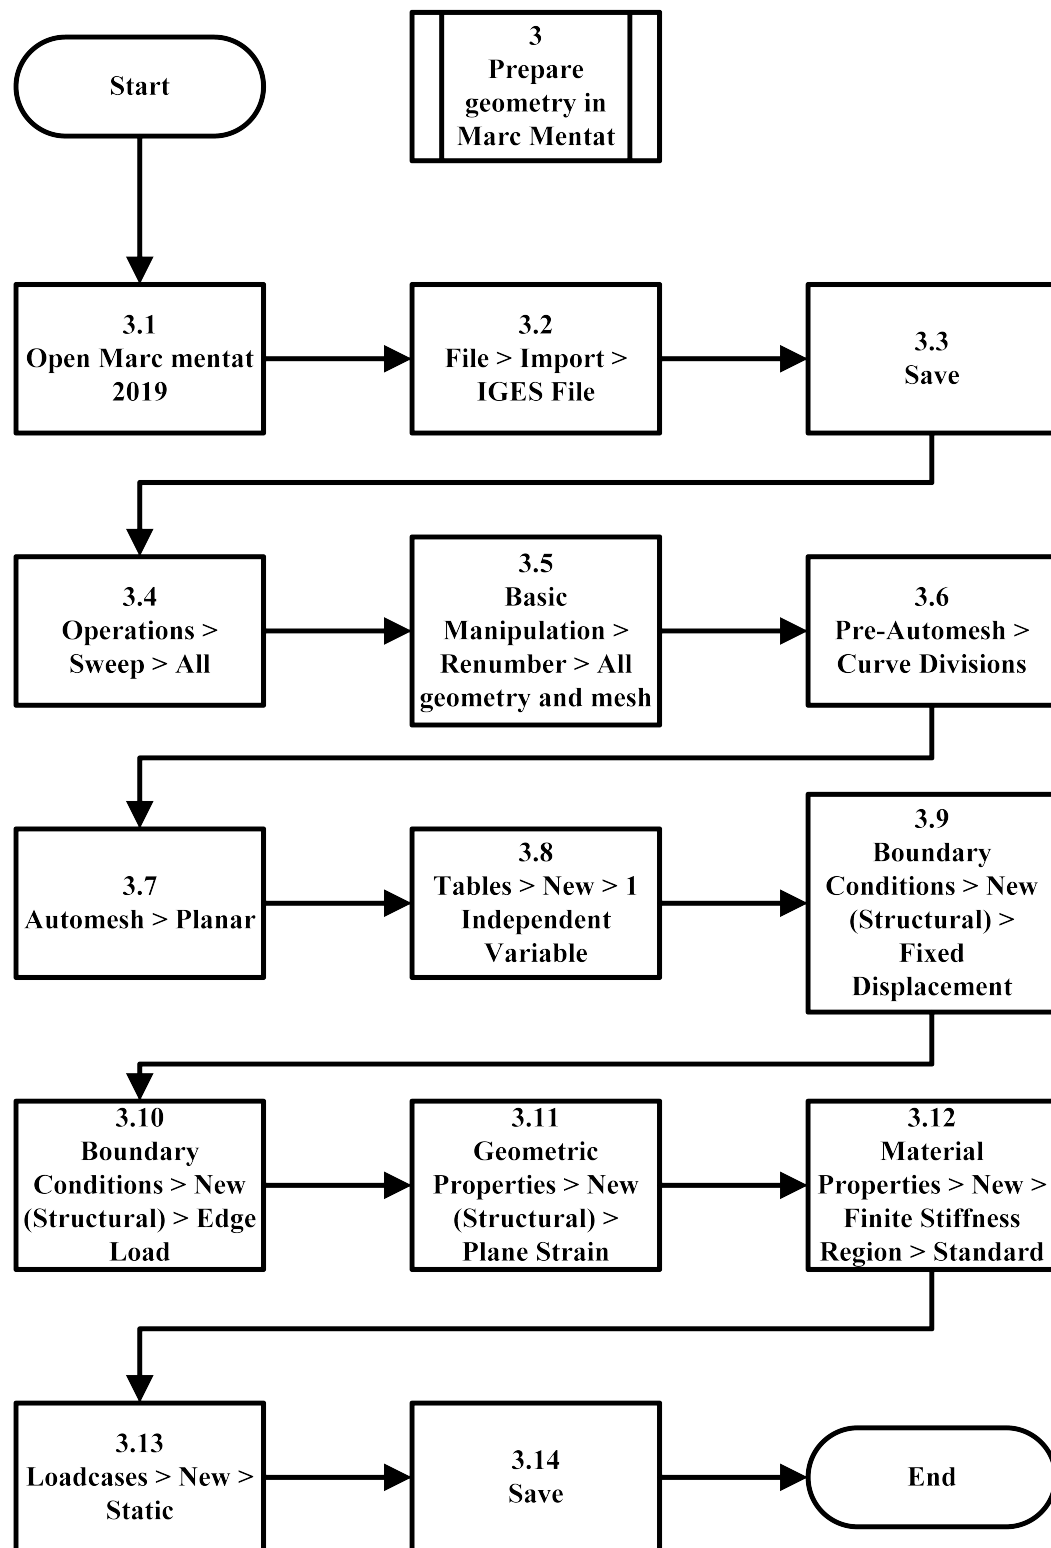 Start
3
Prepare
geometry in
Marc Mentat
3.1
Open Marc mentat
2019
3.2
File > Import >
IGES File
3.3
Save
3.4
Operations >
Sweep > All
3.5
Basic
Manipulation >
Renumber > All
geometry and mesh
3.6
Pre-Automesh >
Curve Divisions
3.7
Automesh > Planar
3.8
Tables > New > 1
Independent
Variable
3.9
Boundary
Conditions > New
(Structural) >
Fixed
Displacement
3.10
Boundary
Conditions > New
(Structural) > Edge
Load
3.11
Geometric
Properties > New
(Structural) >
Plane Strain
3.12
Material
Properties > New >
Finite Stiffness
Region > Standard
3.13
Loadcases > New >
Static
3.14
Save
End